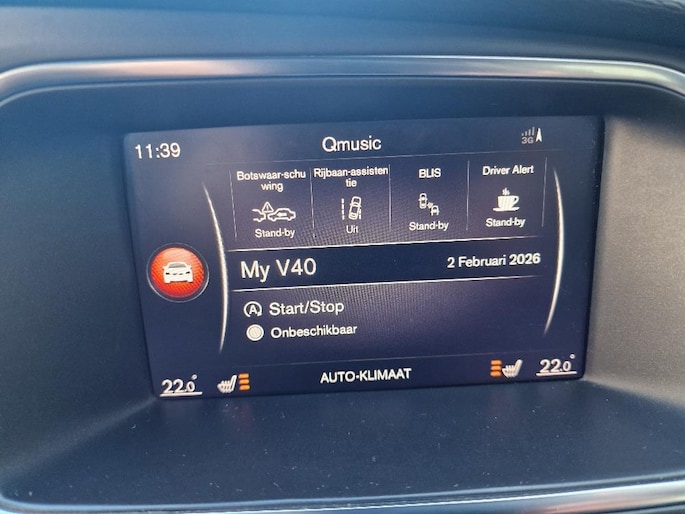 11:39 Qmusic 3G
Botswaar-schu
wing
Stand-by
Rijbaan-assisten
tie
Uit
BLIS
Stand-by
Driver Alert
Stand-by
My V40 2 Februari 2026
A Start/Stop
Onbeschikbaar
22.0° AUTO-KLIMAAT 22.0°